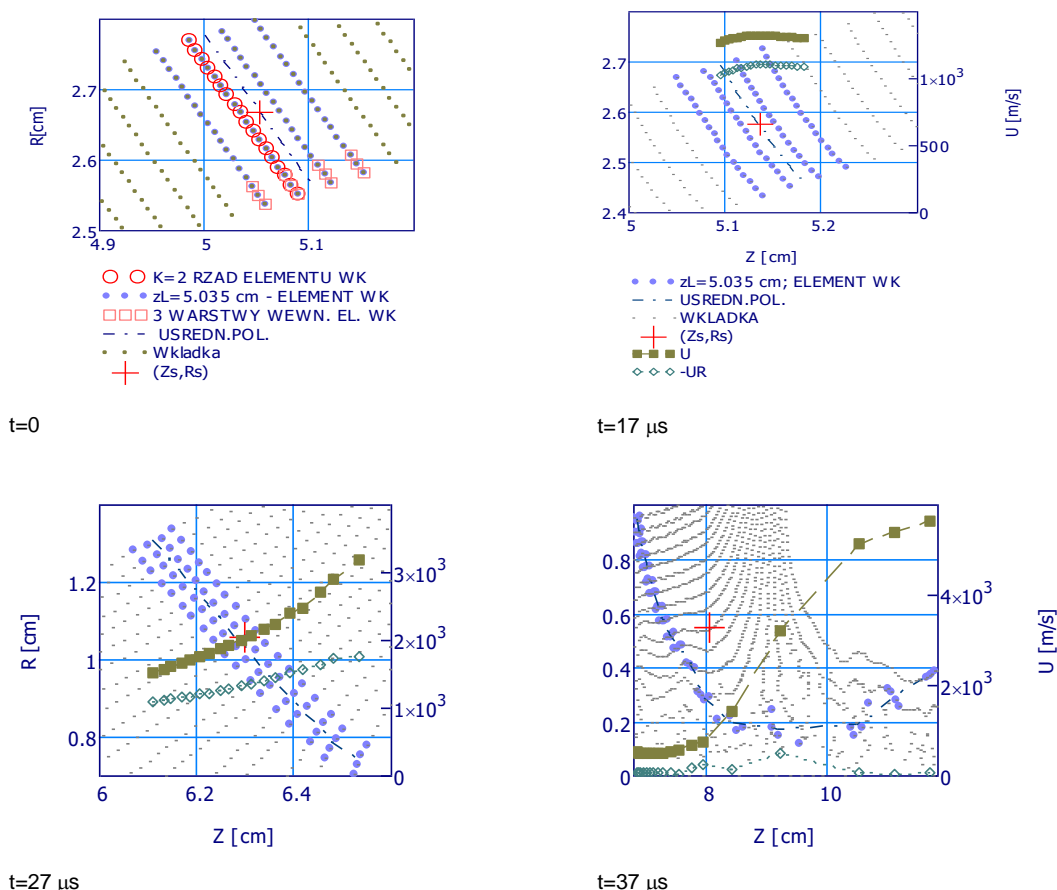 2.7
2.6
2.5
R[cm]
4.9
5
5.1
K=2 RZAD ELEMENTU WK
zL=5.035 cm - ELEMENT WK
3 WARSTWY WEWN. EL. WK
USREDN.POL.
Wkladka
(Zs,Rs)
t=0
2.8
2.7
2.6
2.5
2.4
1×10³
500
0
U [m/s]
5
5.1
5.2
Z [cm]
zL=5.035 cm; ELEMENT WK
USREDN.POL.
WKLADKA
(Zs,Rs)
U
-UR
t=17 μs
1.2
1
0.8
R [cm]
3×10³
2×10³
1×10³
0
6
6.2
6.4
Z [cm]
t=27 μs
0.8
0.6
0.4
0.2
0
4×10³
2×10³
0
U [m/s]
8
10
Z [cm]
t=37 μs